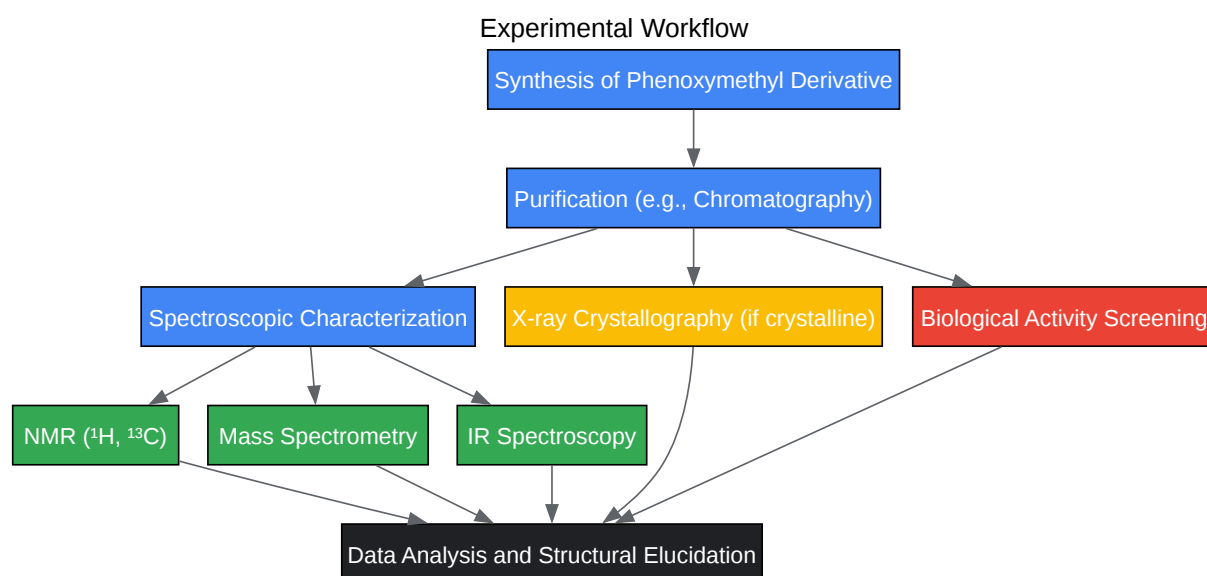 Experimental Workflow
Synthesis of Phenoxymethyl Derivative
Purification (e.g., Chromatography)
Spectroscopic Characterization
X-ray Crystallography (if crystalline)
Biological Activity Screening
NMR (¹H, ¹³C)
Mass Spectrometry
IR Spectroscopy
Data Analysis and Structural Elucidation